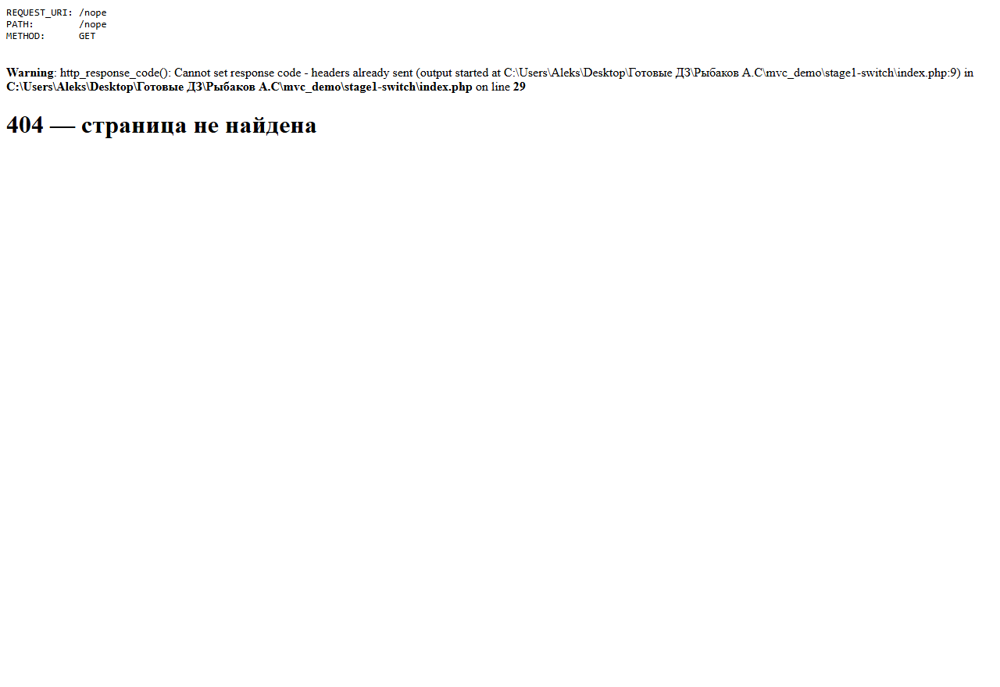 REQUEST_URI: /nope
PATH:        /nope
METHOD:      GET
Warning: http_response_code(): Cannot set response code - headers already sent (output started at C:\Users\Aleks\Desktop\Готовые ДЗ\Рыбаков А.С\mvc_demo\stage1-switch\index.php:9) in
C:\Users\Aleks\Desktop\Готовые ДЗ\Рыбаков А.С\mvc_demo\stage1-switch\index.php on line 29
404 — страница не найдена